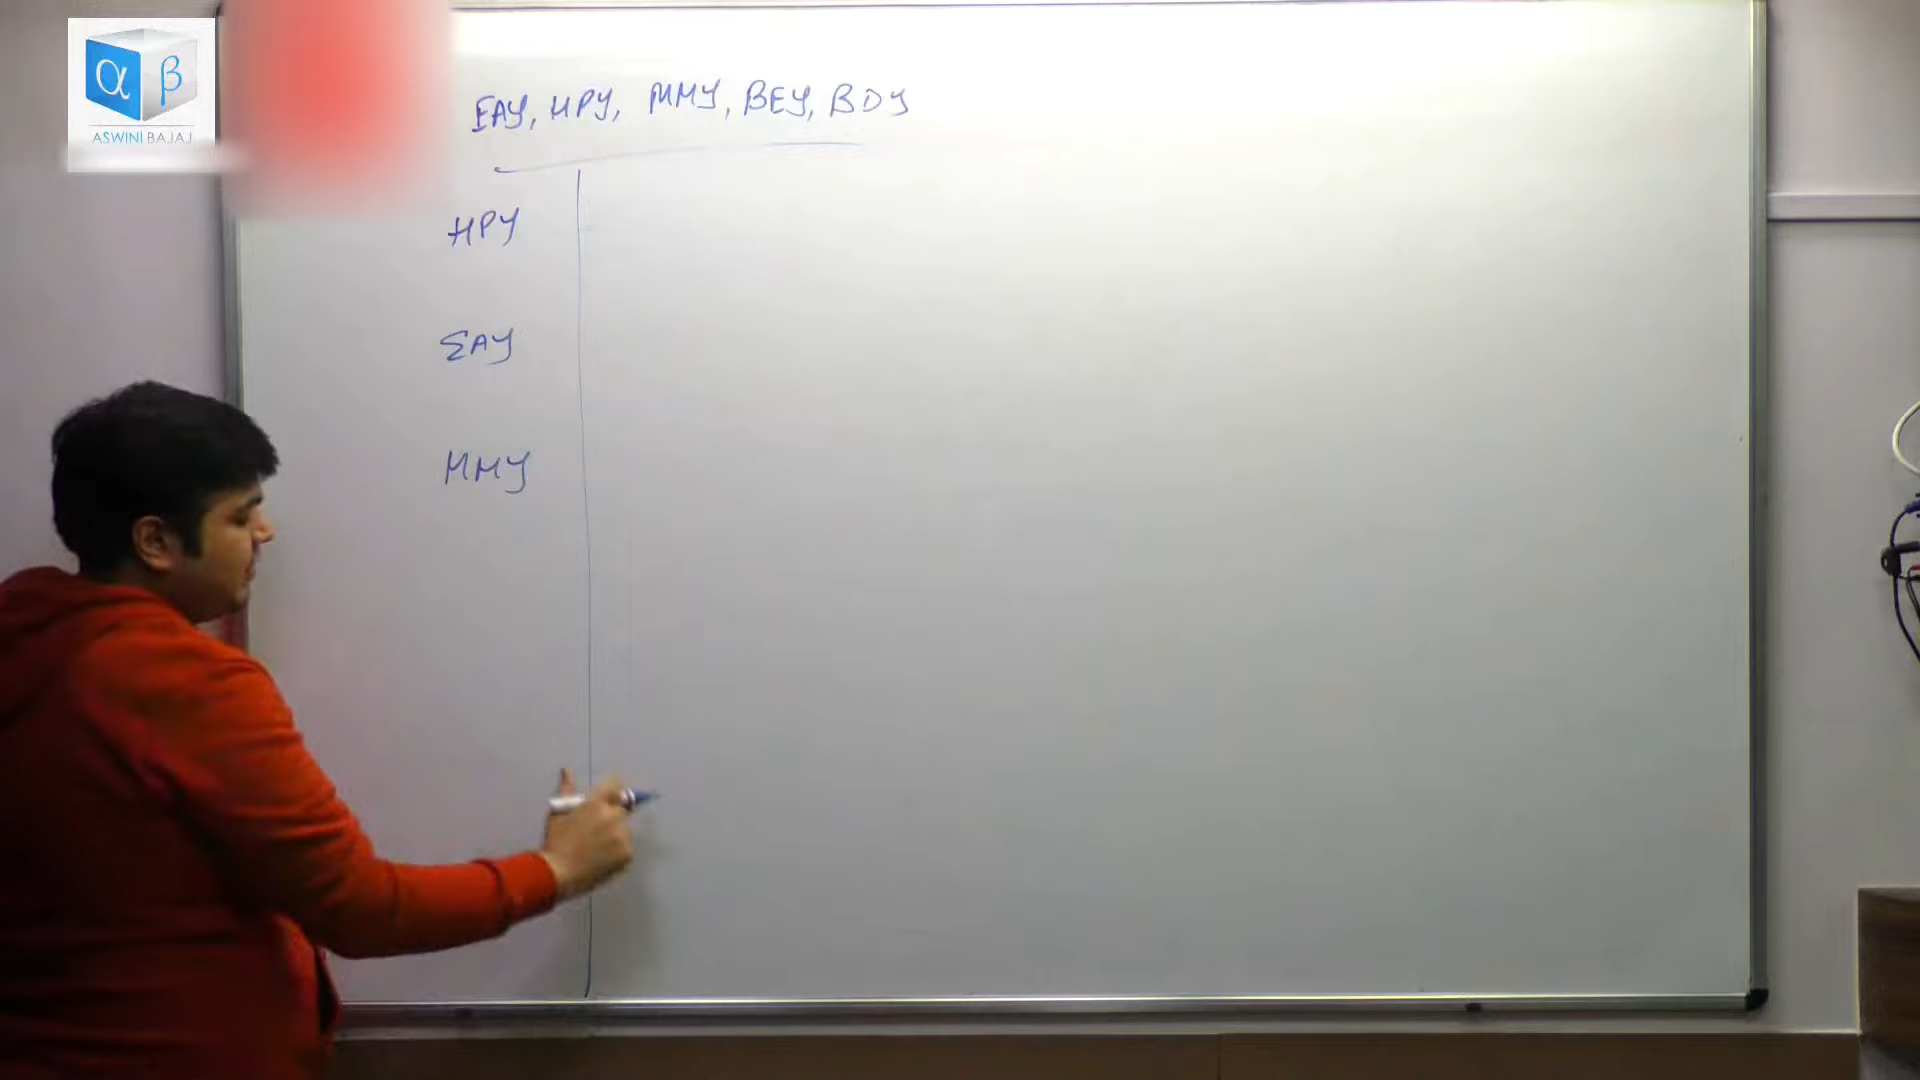 α β
ASWINI BAJAJ
EAY, HPY, MMY, BEY, BDY
HPY
EAY
MMY